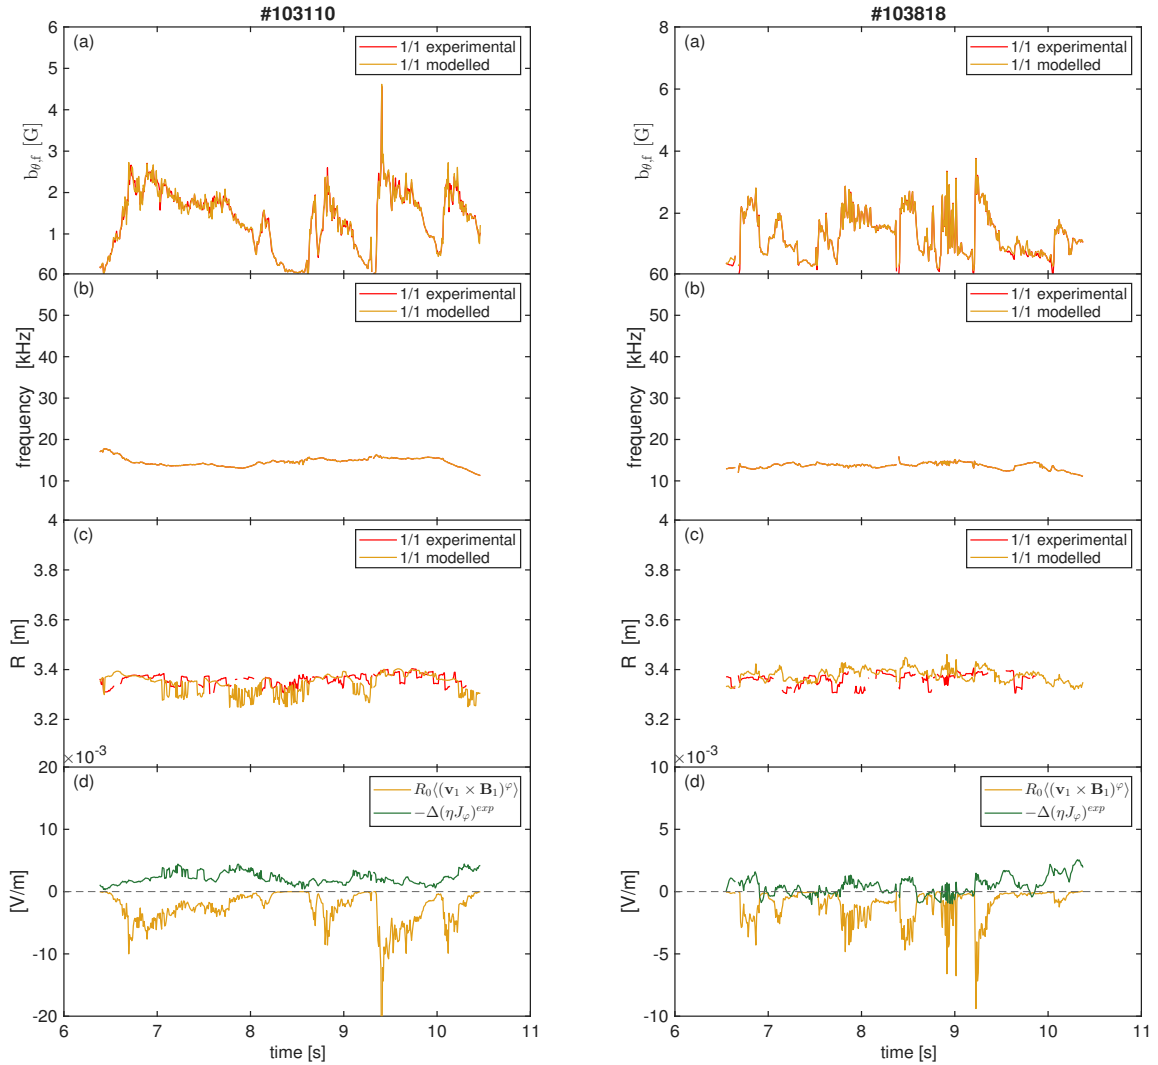 #103110
(a)
1/1 experimental
1/1 modelled
b_{θ,f} [G]
6
5
4
3
2
1
60
(b)
1/1 experimental
1/1 modelled
frequency [kHz]
50
40
30
20
10
4
(c)
1/1 experimental
1/1 modelled
R [m]
3.8
3.6
3.4
3.2
×10^{-3}
20
(d)
R_0⟨(v_1 × B_1)^φ⟩
−Δ(ηJ_φ)^{exp}
[V/m]
10
0
-10
-20
6 7 8 9 10 11
time [s]
#103818
(a)
1/1 experimental
1/1 modelled
b_{θ,f} [G]
8
6
4
2
60
(b)
1/1 experimental
1/1 modelled
frequency [kHz]
50
40
30
20
10
4
(c)
1/1 experimental
1/1 modelled
R [m]
3.8
3.6
3.4
3.2
×10^{-3}
10
(d)
R_0⟨(v_1 × B_1)^φ⟩
−Δ(ηJ_φ)^{exp}
[V/m]
5
0
-5
-10
6 7 8 9 10 11
time [s]